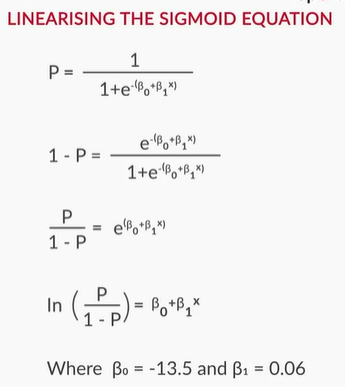 LINEARISING THE SIGMOID EQUATION
P = 1 / 1+e^-(β₀+β₁x)
1 - P = e^-(β₀+β₁x) / 1+e^-(β₀+β₁x)
P / 1 - P = e^(β₀+β₁x)
ln (P / 1 - P) = β₀+β₁x
Where β₀ = -13.5 and β₁ = 0.06